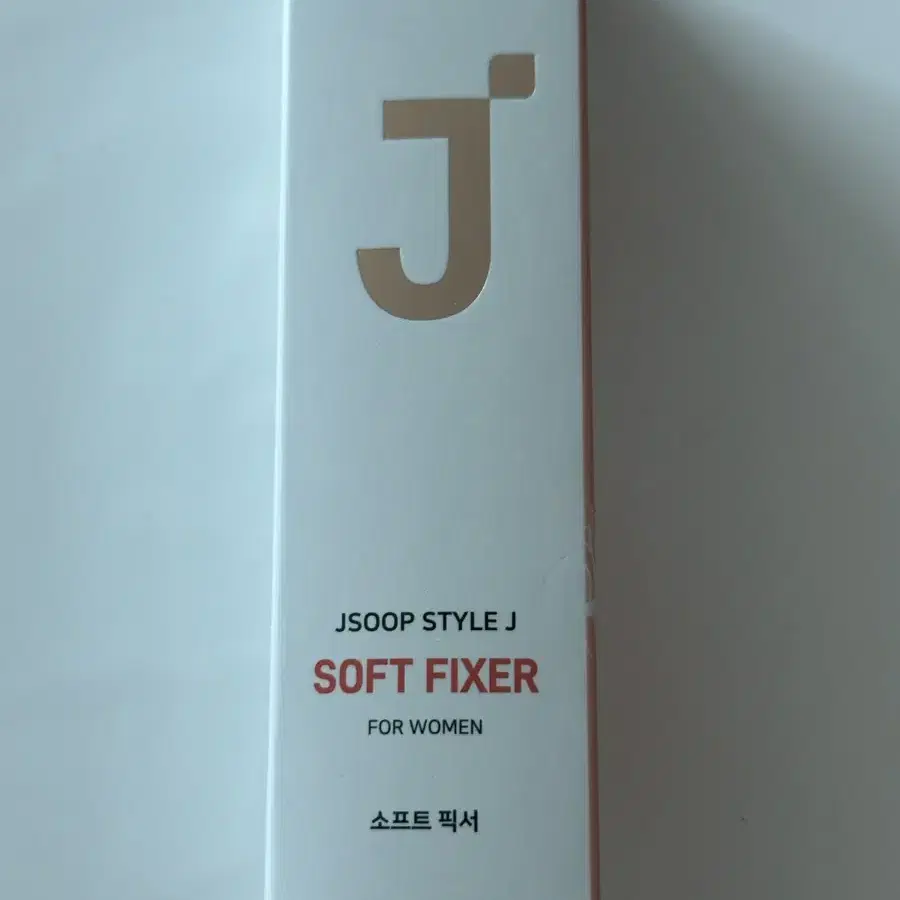 J
JSOOP STYLE J
SOFT FIXER
FOR WOMEN
소프트 픽서